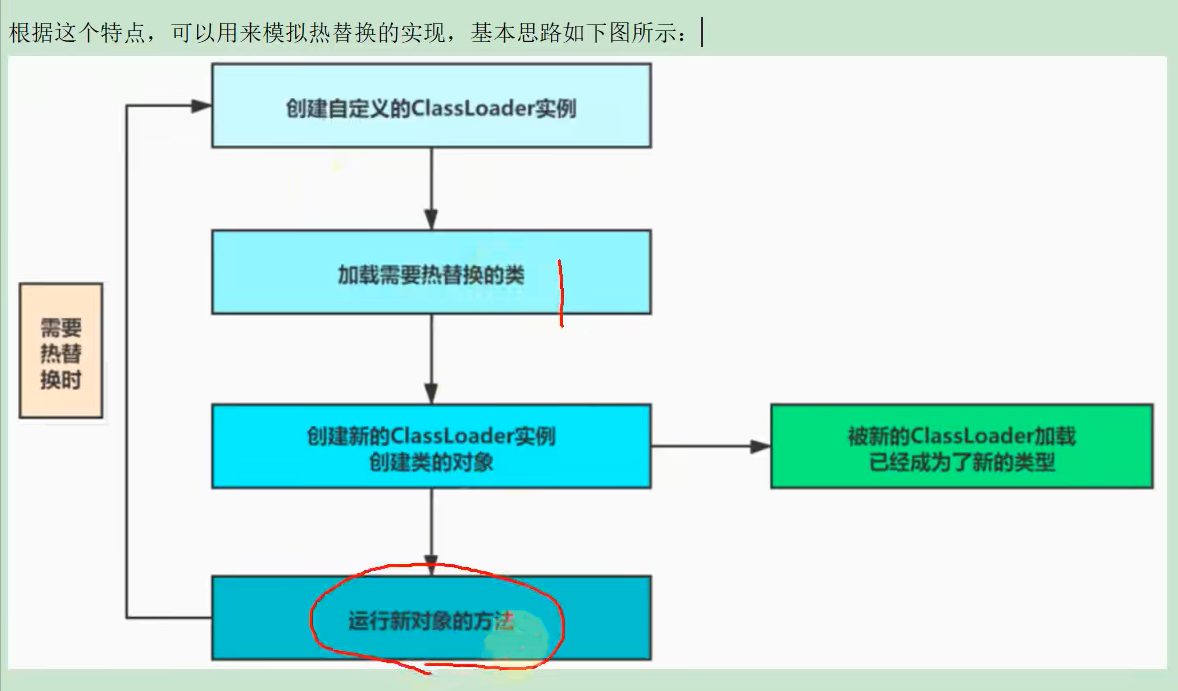 根据这个特点，可以用来模拟热替换的实现，基本思路如下图所示：
创建自定义的ClassLoader实例
加载需要热替换的类
需要
热替
换时
创建新的ClassLoader实例
创建类的对象
被新的ClassLoader加载
已经成为了新的类型
运行新对象的方法